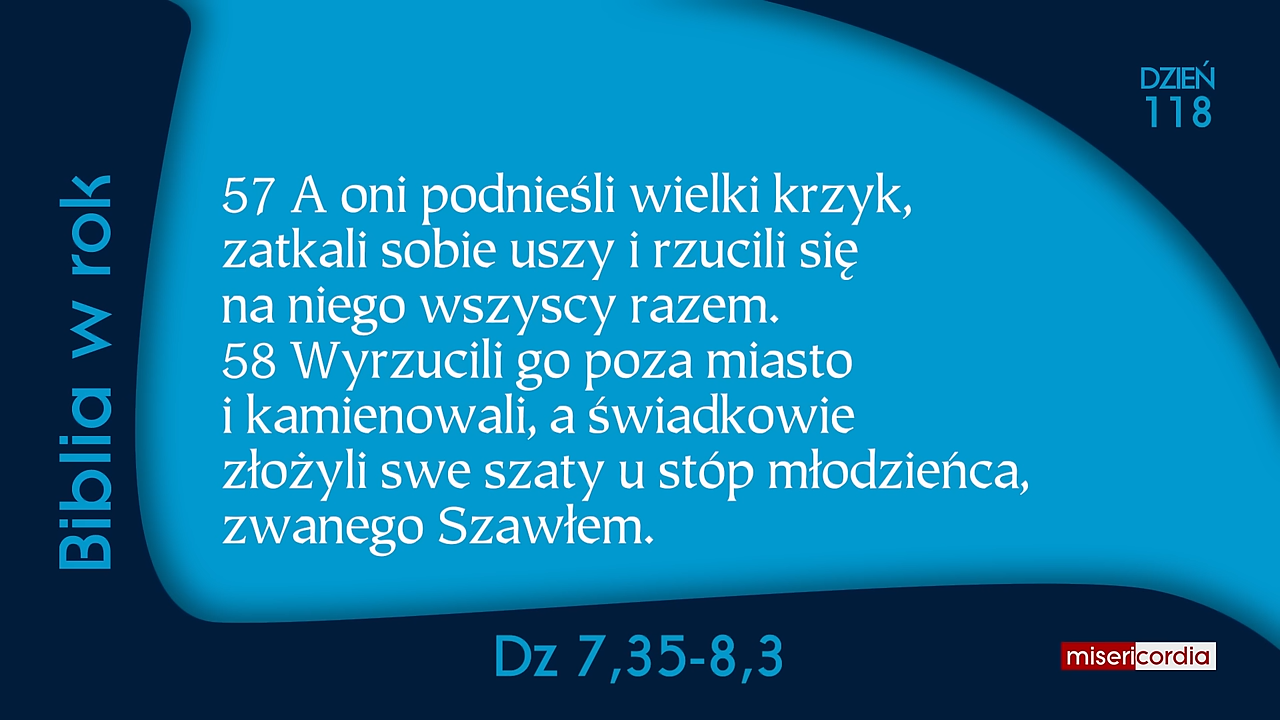 DZIEŃ
118
Biblia w rok
57 A oni podnieśli wielki krzyk,
zatkali sobie uszy i rzucili się
na niego wszyscy razem.
58 Wyrzucili go poza miasto
i kamienowali, a świadkowie
złożyli swe szaty u stóp młodzieńca,
zwanego Szawłem.
Dz 7,35-8,3
misericordia